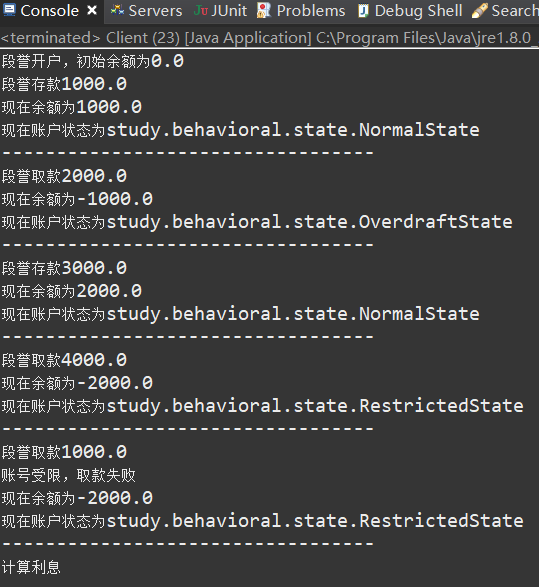 Console Servers JUnit Problems Debug Shell Search
<terminated> Client (23) [Java Application] C:\Program Files\Java\jre1.8.0_
段誉开户，初始余额为0.0
段誉存款1000.0
现在余额为1000.0
现在账户状态为study.behavioral.state.NormalState
----------------------------------
段誉取款2000.0
现在余额为-1000.0
现在账户状态为study.behavioral.state.OverdraftState
----------------------------------
段誉存款3000.0
现在余额为2000.0
现在账户状态为study.behavioral.state.NormalState
----------------------------------
段誉取款4000.0
现在余额为-2000.0
现在账户状态为study.behavioral.state.RestrictedState
----------------------------------
段誉取款1000.0
账号受限，取款失败
现在余额为-2000.0
现在账户状态为study.behavioral.state.RestrictedState
----------------------------------
计算利息